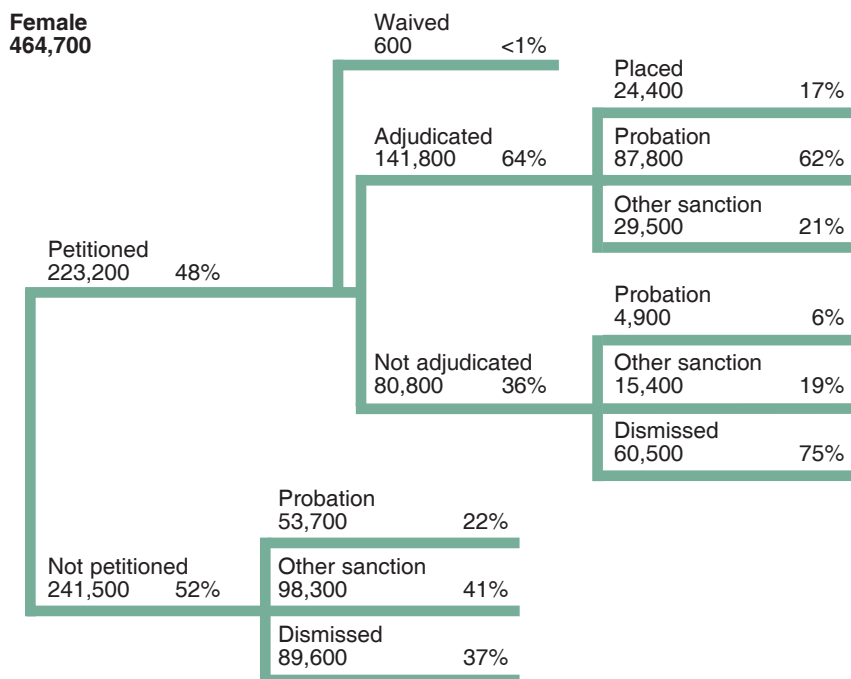 Female
464,700
Waived
600 <1%
Placed
24,400 17%
Adjudicated
141,800 64%
Probation
87,800 62%
Other sanction
29,500 21%
Petitioned
223,200 48%
Probation
4,900 6%
Not adjudicated
80,800 36%
Other sanction
15,400 19%
Dismissed
60,500 75%
Probation
53,700 22%
Not petitioned
241,500 52%
Other sanction
98,300 41%
Dismissed
89,600 37%